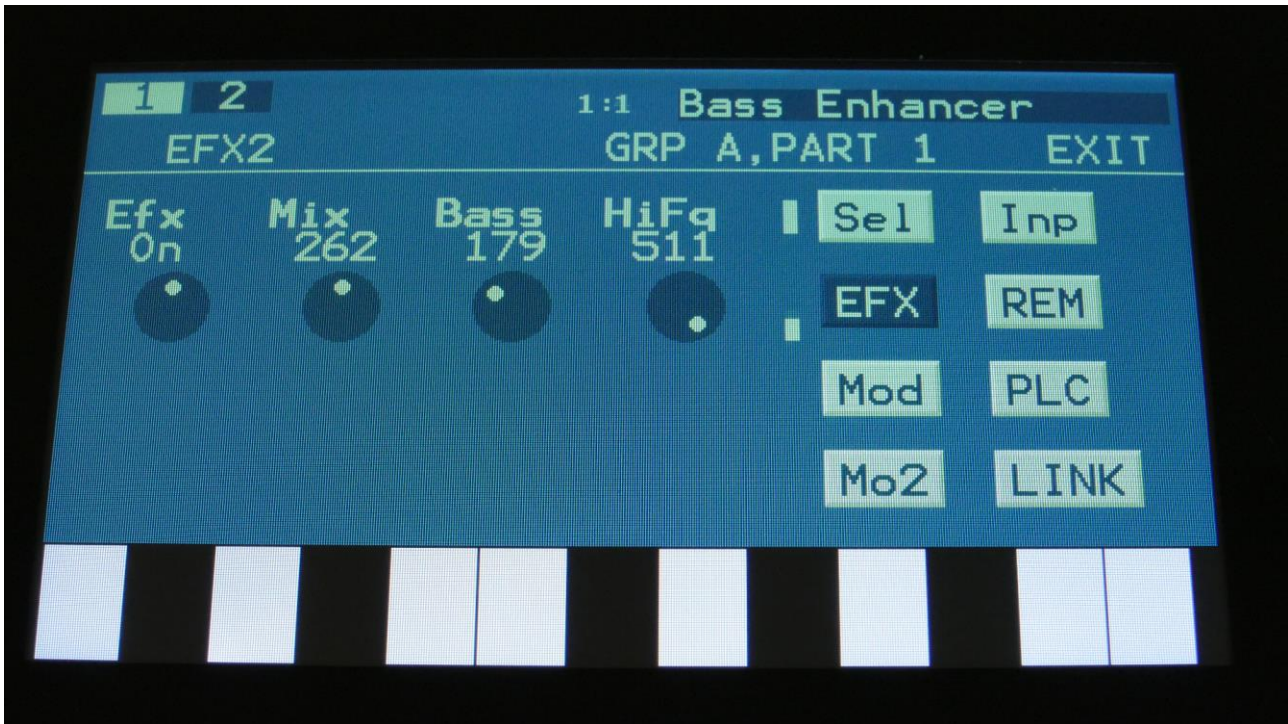 1 2 1:1 Bass Enhancer
EFX2 GRP A,PART 1 EXIT
Efx Mix Bass HiFq Sel Inp
On 262 179 511
EFX REM
Mod PLC
Mo2 LINK